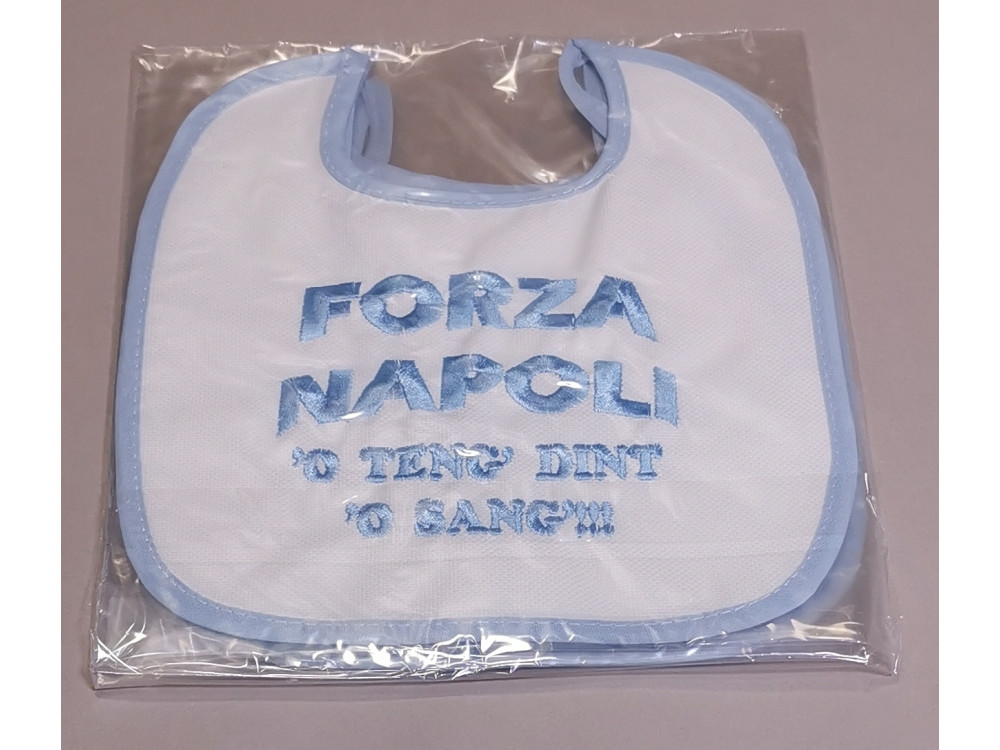 FORZA
NAPOLI
'O TENG' DINT
'O SANG'!!!